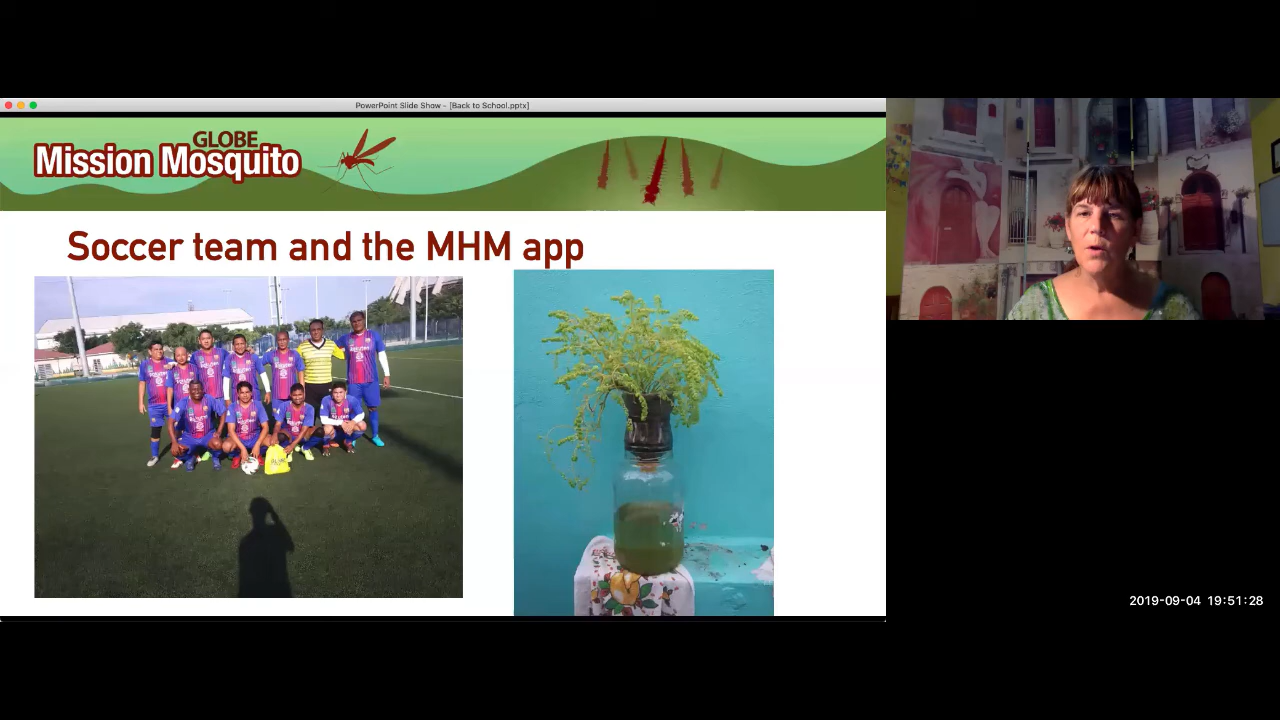 PowerPoint Slide Show - [Back to School.pptx]
GLOBE
Mission Mosquito
Soccer team and the MHM app
2019-09-04 19:51:28